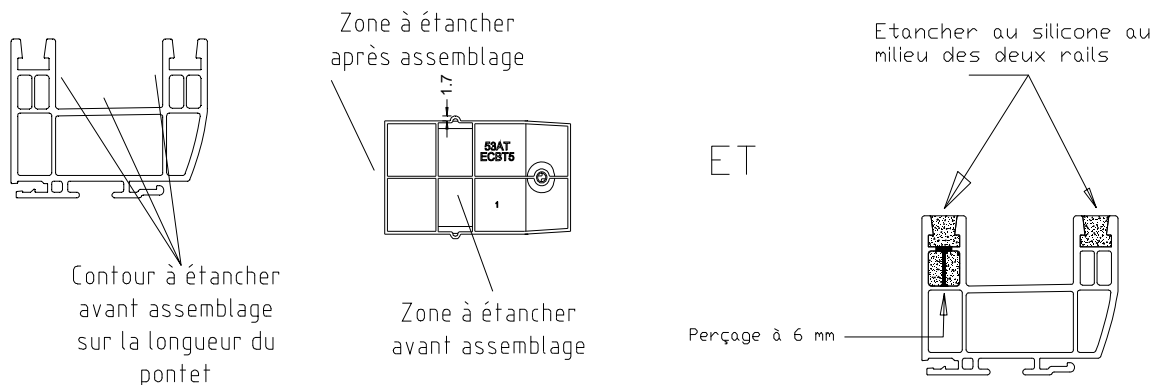 Zone à étancher
après assemblage
1.7
53AT
ECBT5
1
Contour à étancher
avant assemblage
sur la longueur du
pontet
Zone à étancher
avant assemblage
ET
Etancher au silicone au
milieu des deux rails
Perçage à 6 mm